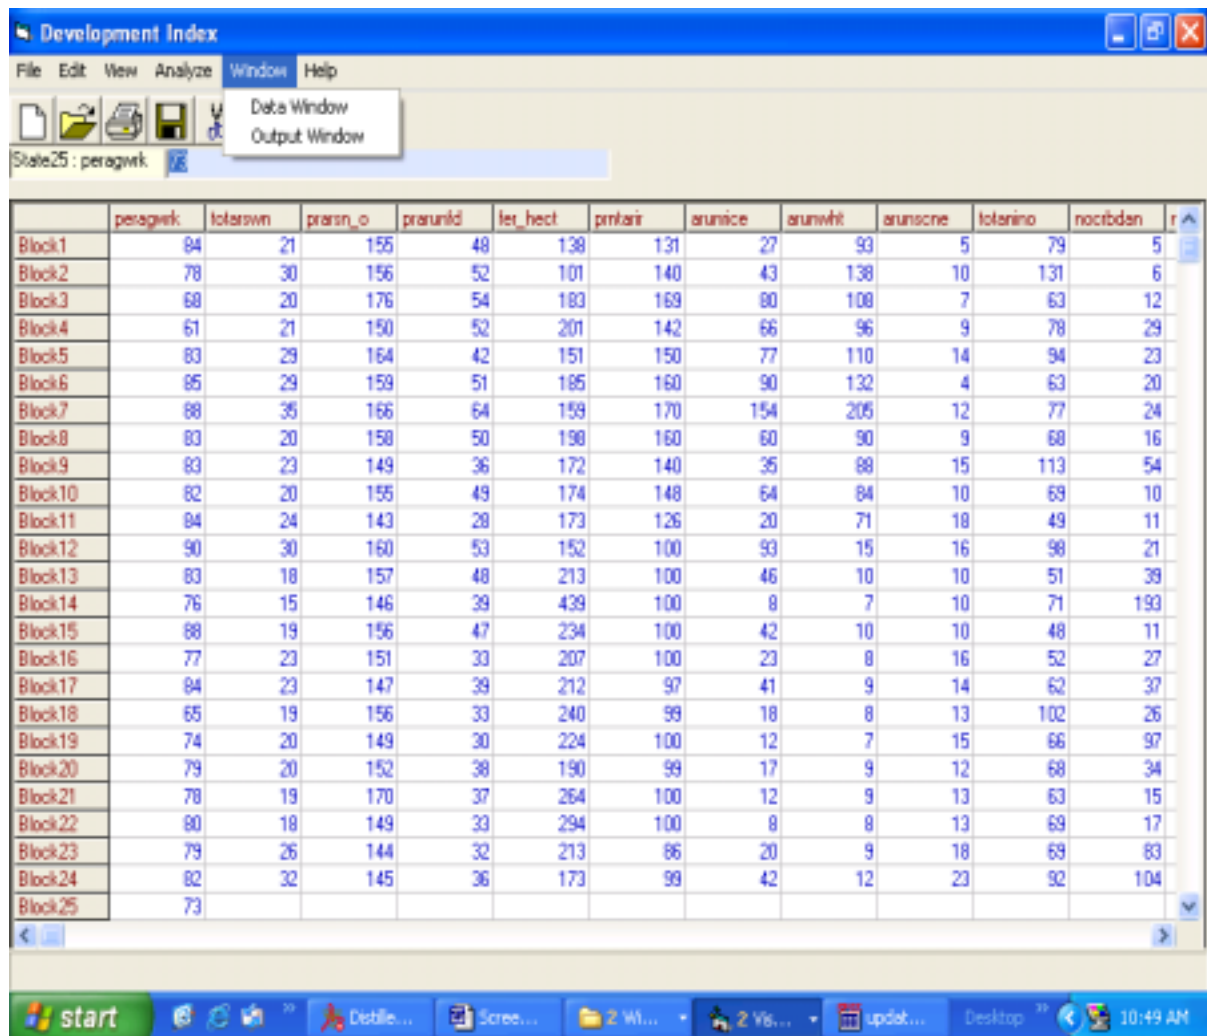 Development Index
File Edit View Analyze Window Help
Data Window
Output Window
State25 : peragwrk 73
peragwrk totarswn prarsn_o prarunfd fer_hect prntarir arunrice arunwht arunscne totanino nocrbdan
Block1 84 21 155 48 138 131 27 93 5 79 5
Block2 78 30 156 52 101 140 43 138 10 131 6
Block3 68 20 176 54 183 169 80 108 7 63 12
Block4 61 21 150 52 201 142 66 96 9 78 29
Block5 83 29 164 42 151 150 77 110 14 94 23
Block6 85 29 159 51 185 160 90 132 4 63 20
Block7 88 35 166 64 159 170 154 205 12 77 24
Block8 83 20 158 50 198 160 60 90 9 68 16
Block9 83 23 149 36 172 140 35 88 15 113 54
Block10 82 20 155 49 174 148 64 84 10 69 10
Block11 84 24 143 28 173 126 20 71 18 49 11
Block12 90 30 160 53 152 100 93 15 16 98 21
Block13 83 18 157 48 213 100 46 10 10 51 39
Block14 76 15 146 39 439 100 8 7 10 71 193
Block15 88 19 156 47 234 100 42 10 10 48 11
Block16 77 23 151 33 207 100 23 8 16 52 27
Block17 84 23 147 39 212 97 41 9 14 62 37
Block18 65 19 156 33 240 99 18 8 13 102 26
Block19 74 20 149 30 224 100 12 7 15 66 97
Block20 79 20 152 38 190 99 17 9 12 68 34
Block21 78 19 170 37 264 100 12 9 13 63 15
Block22 80 18 149 33 294 100 8 8 13 69 17
Block23 79 26 144 32 213 86 20 9 18 69 83
Block24 82 32 145 36 173 99 42 12 23 92 104
Block25 73
start Distille... Scree... 2 Wi... 2 Vis... updat... Desktop 10:49 AM